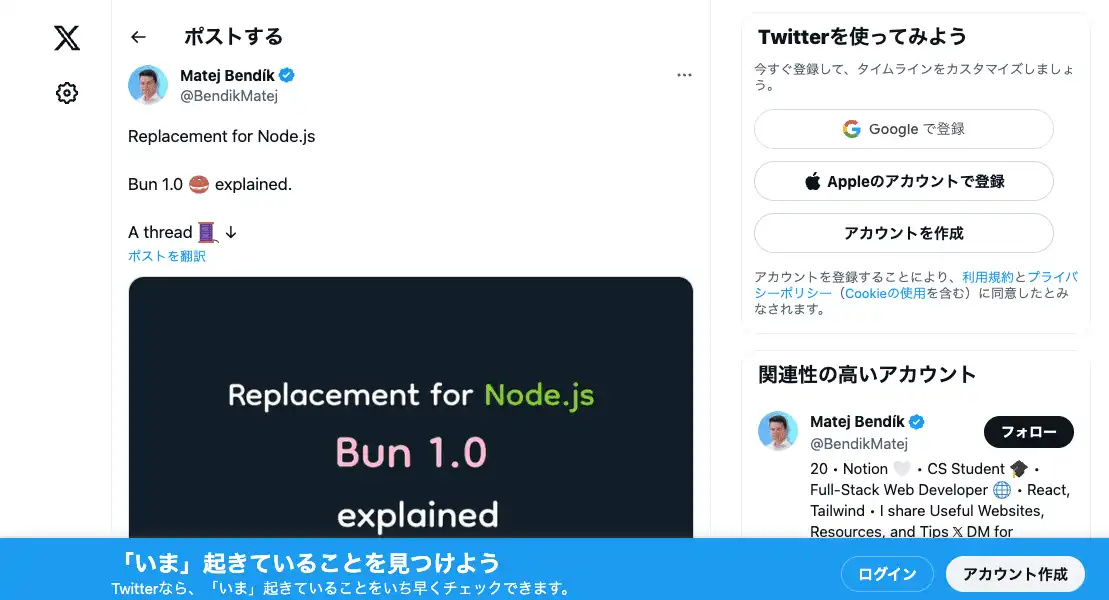 ポストする
Matej Bendík
@BendikMatej
Replacement for Node.js
Bun 1.0 explained.
A thread 🧵 ↓
ポストを翻訳
Replacement for Node.js
Bun 1.0
explained
Twitterを使ってみよう
今すぐ登録して、タイムラインをカスタマイズしましょ
う。
Google で登録
Appleのアカウントで登録
アカウントを作成
アカウントを登録することにより、利用規約とプライバ
シーポリシー（Cookieの使用を含む）に同意したとみ
なされます。
関連性の高いアカウント
Matej Bendík
@BendikMatej
フォロー
20 • Notion 🤍 • CS Student 🎓 •
Full-Stack Web Developer 🌐 • React,
Tailwind • I share Useful Websites,
Resources, and Tips 𝕏 DM for
「いま」起きていることを見つけよう
Twitterなら、「いま」起きていることをいち早くチェックできます。
ログイン
アカウント作成